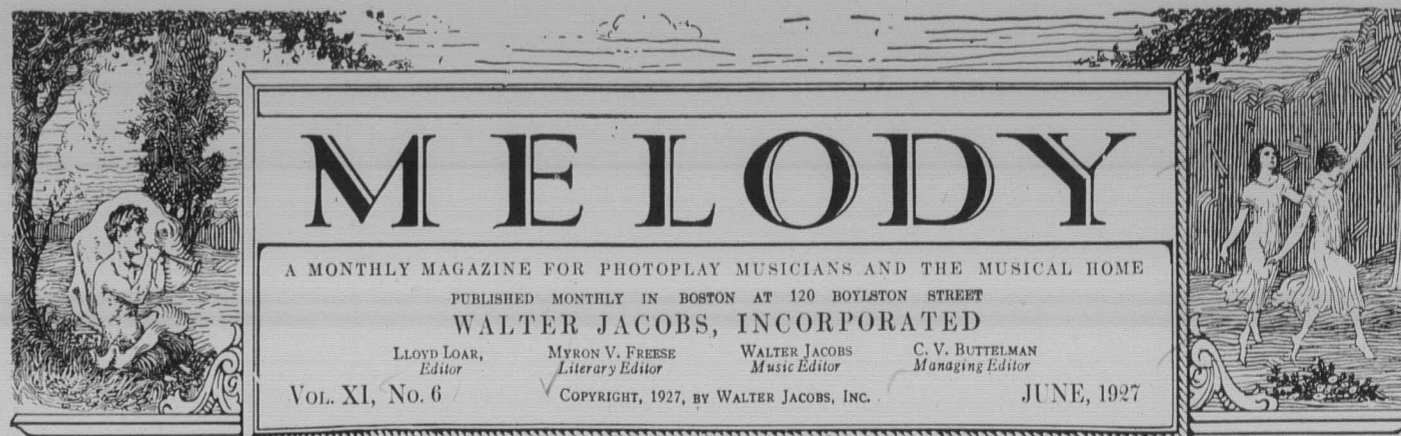 MELODY
A MONTHLY MAGAZINE FOR PHOTOPLAY MUSICIANS AND THE MUSICAL HOME
PUBLISHED MONTHLY IN BOSTON AT 120 BOYLSTON STREET
WALTER JACOBS, INCORPORATED
LLOYD LOAR, MYRON V. FREESE WALTER JACOBS C. V. BUTTELMAN
Editor Literary Editor Music Editor Managing Editor
VOL. XI, NO. 6 COPYRIGHT, 1927, BY WALTER JACOBS, INC. JUNE, 1927